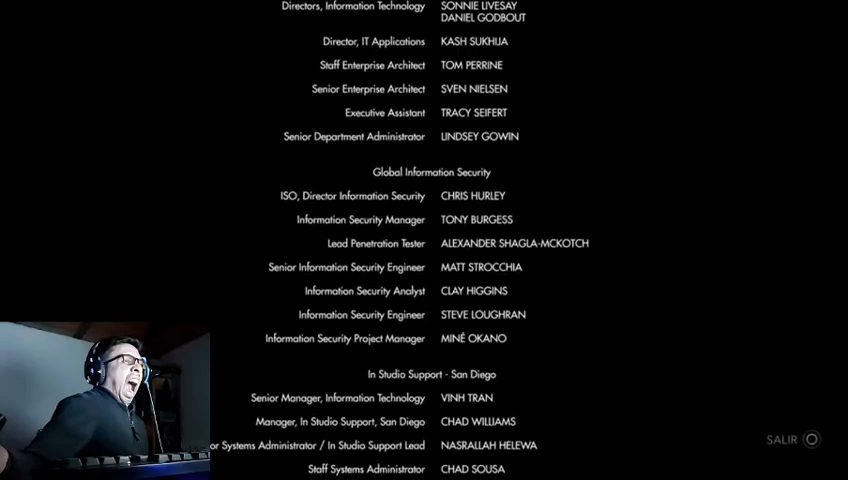 Directors, Information Technology SONNIE LIVESAY
DANIEL GODBOUT
Director, IT Applications KASH SUKHIJA
Staff Enterprise Architect TOM PERRINE
Senior Enterprise Architect SVEN NIELSEN
Executive Assistant TRACY SEIFERT
Senior Department Administrator LINDSEY GOWIN
Global Information Security
ISO, Director Information Security CHRIS HURLEY
Information Security Manager TONY BURGESS
Lead Penetration Tester ALEXANDER SHAGLA-MCKOTCH
Senior Information Security Engineer MATT STROCCHIA
Information Security Analyst CLAY HIGGINS
Information Security Engineer STEVE LOUGHRAN
Information Security Project Manager MINÉ OKANO
In Studio Support - San Diego
Senior Manager, Information Technology VINH TRAN
Manager, In Studio Support, San Diego CHAD WILLIAMS
or Systems Administrator / In Studio Support Lead NASRALLAH HELEWA
SALIR
Staff Systems Administrator CHAD SOUSA